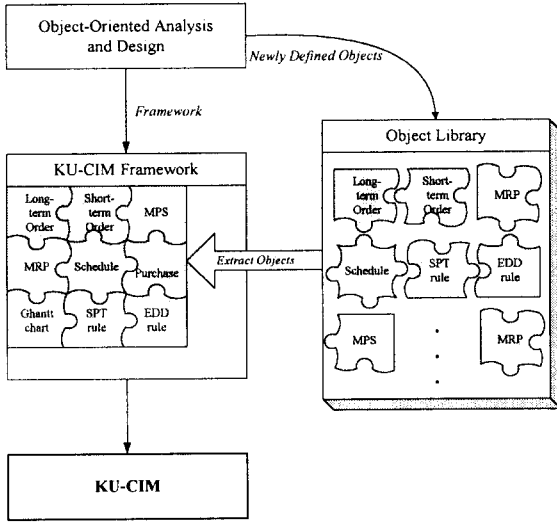 Object-Oriented Analysis
and Design
Newly Defined Objects
Framework
KU-CIM Framework
Long-
term
Order
Short-
term
Order
MPS
MRP
Schedule
Purchase
Ghantt
chart
SPT
rule
EDD
rule
Extract Objects
Object Library
Long-
term
Order
Short-
term
Order
MRP
Schedule
SPT
rule
EDD
rule
MPS
MRP
KU-CIM